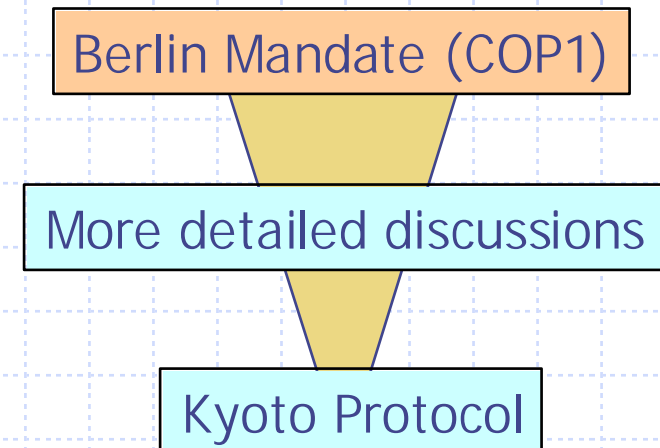 Berlin Mandate (COP1)
More detailed discussions
Kyoto Protocol